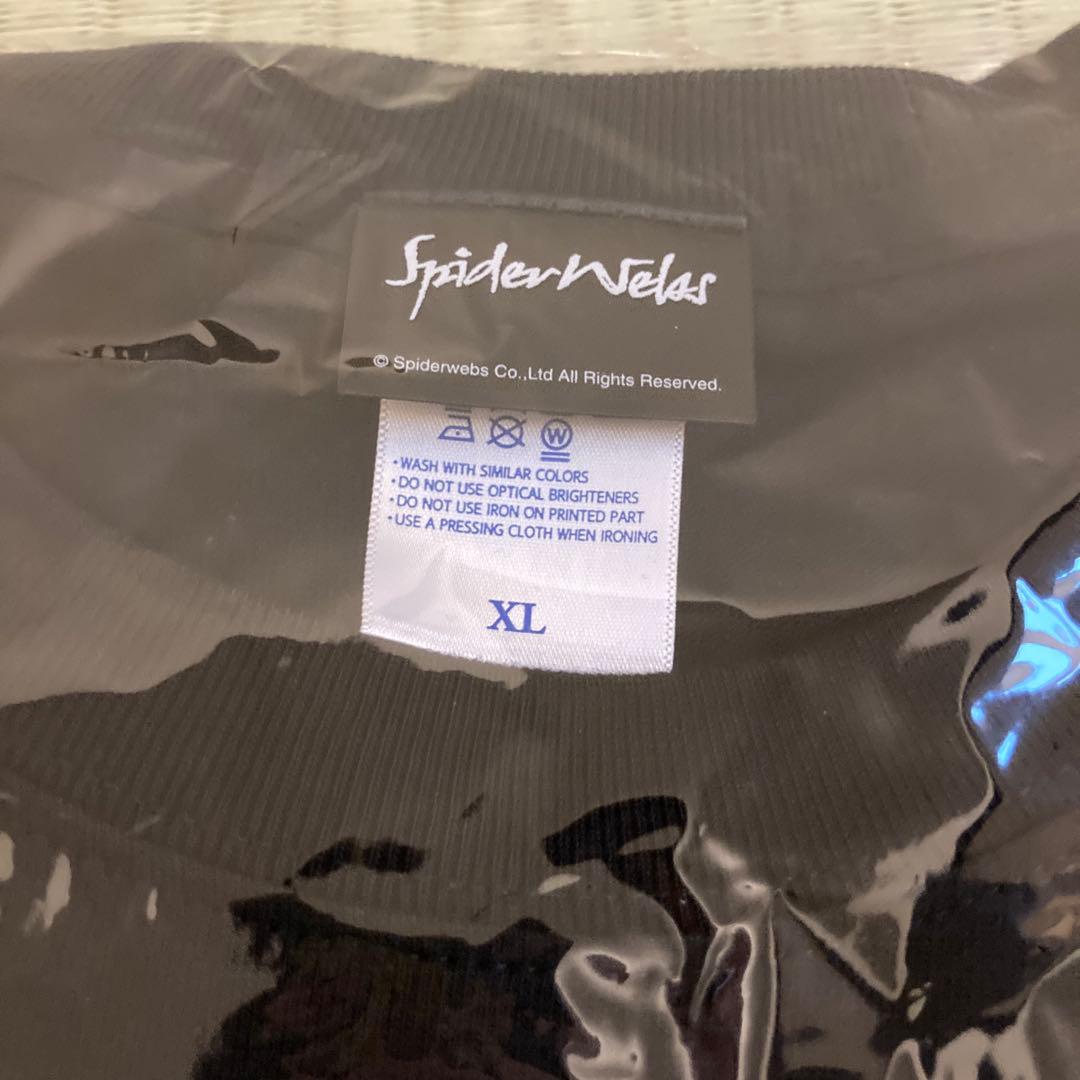 SpiderWebs
© Spiderwebs Co.,Ltd All Rights Reserved.
W
・WASH WITH SIMILAR COLORS
・DO NOT USE OPTICAL BRIGHTENERS
・DO NOT USE IRON ON PRINTED PART
・USE A PRESSING CLOTH WHEN IRONING
XL